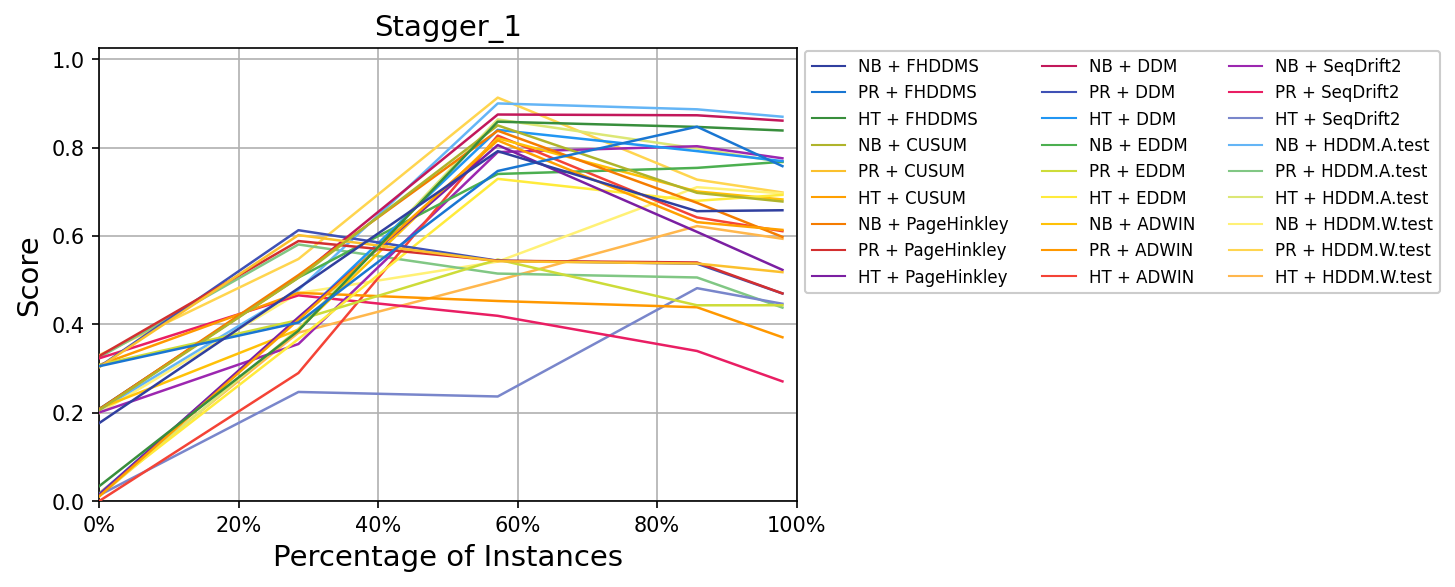 Stagger_1
Score
1.0
0.8
0.6
0.4
0.2
0.0
0% 20% 40% 60% 80% 100%
Percentage of Instances
NB + FHDDMS
PR + FHDDMS
HT + FHDDMS
NB + CUSUM
PR + CUSUM
HT + CUSUM
NB + PageHinkley
PR + PageHinkley
HT + PageHinkley
NB + DDM
PR + DDM
HT + DDM
NB + EDDM
PR + EDDM
HT + EDDM
NB + ADWIN
PR + ADWIN
HT + ADWIN
NB + SeqDrift2
PR + SeqDrift2
HT + SeqDrift2
NB + HDDM.A.test
PR + HDDM.A.test
HT + HDDM.A.test
NB + HDDM.W.test
PR + HDDM.W.test
HT + HDDM.W.test